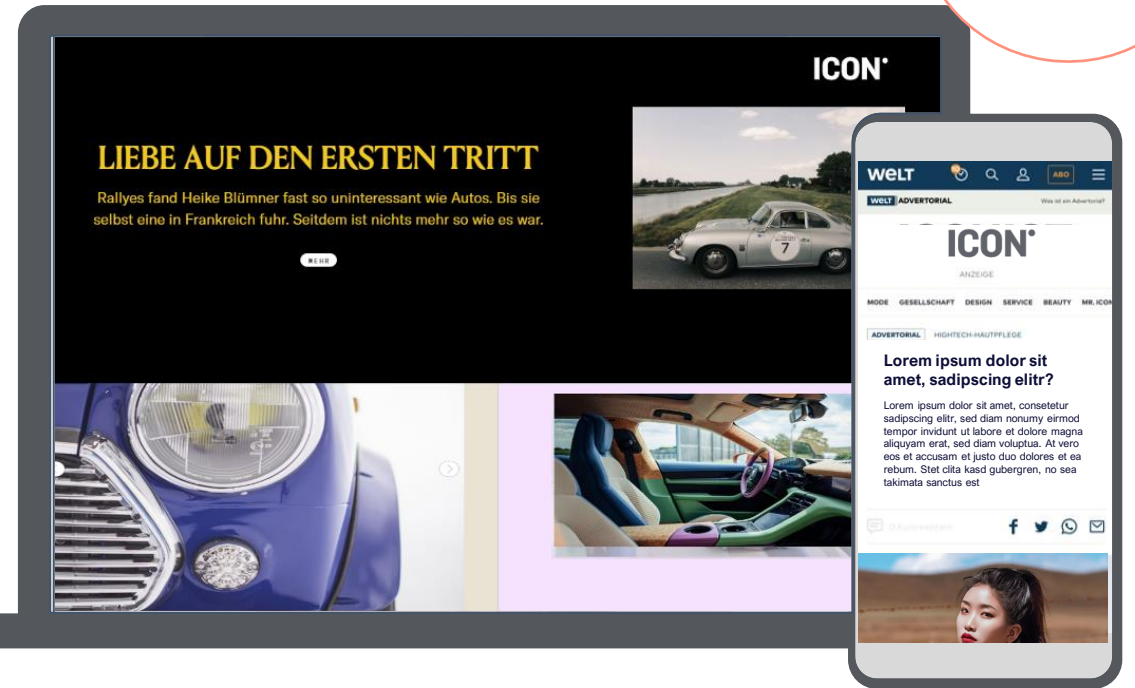 ICON
LIEBE AUF DEN ERSTEN TRITT
Rallyes fand Heike Blümner fast so uninteressant wie Autos. Bis sie
selbst eine in Frankreich fuhr. Seitdem ist nichts mehr so wie es war.
MEHR
7
WELT
ABO
WELT ADVERTORIAL
Was ist ein Advertorial?
ICON
ANZEIGE
MODE GESELLSCHAFT DESIGN SERVICE BEAUTY MR. ICON
ADVERTORIAL HIGHTECH-HAUTPFLEGE
Lorem ipsum dolor sit
amet, sadipscing elitr?
Lorem ipsum dolor sit amet, consetetur
sadipscing elitr, sed diam nonumy eirmod
tempor invidunt ut labore et dolore magna
aliquyam erat, sed diam voluptua. At vero
eos et accusam et justo duo dolores et ea
rebum. Stet clita kasd gubergren, no sea
takimata sanctus est